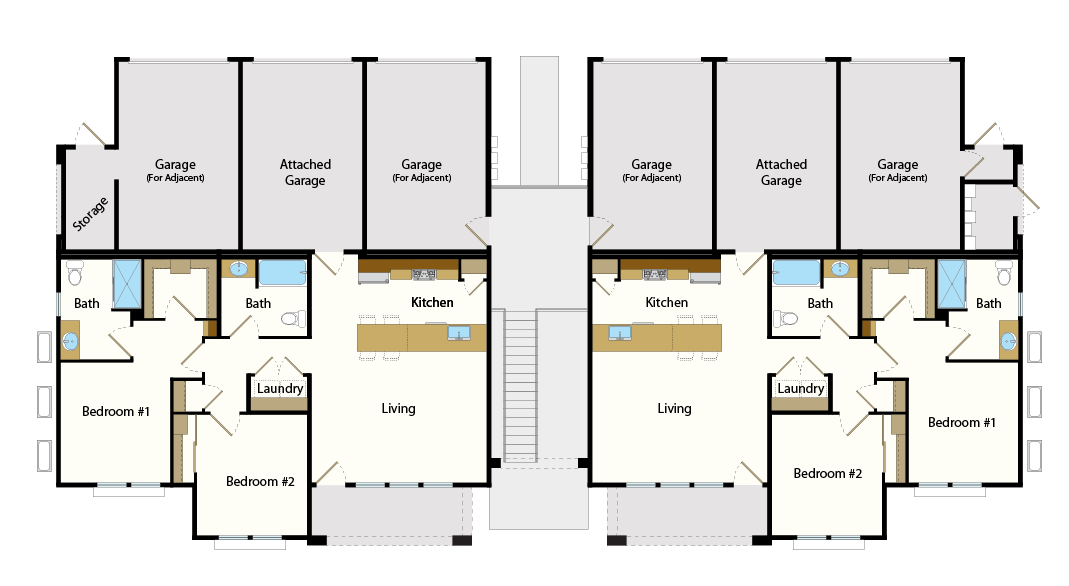 Garage
(For Adjacent)
Attached
Garage
Garage
(For Adjacent)
Garage
(For Adjacent)
Attached
Garage
Garage
(For Adjacent)
Storage
Bath
Bath
Kitchen
Kitchen
Bath
Bath
Laundry
Laundry
Bedroom #1
Living
Living
Bedroom #1
Bedroom #2
Bedroom #2